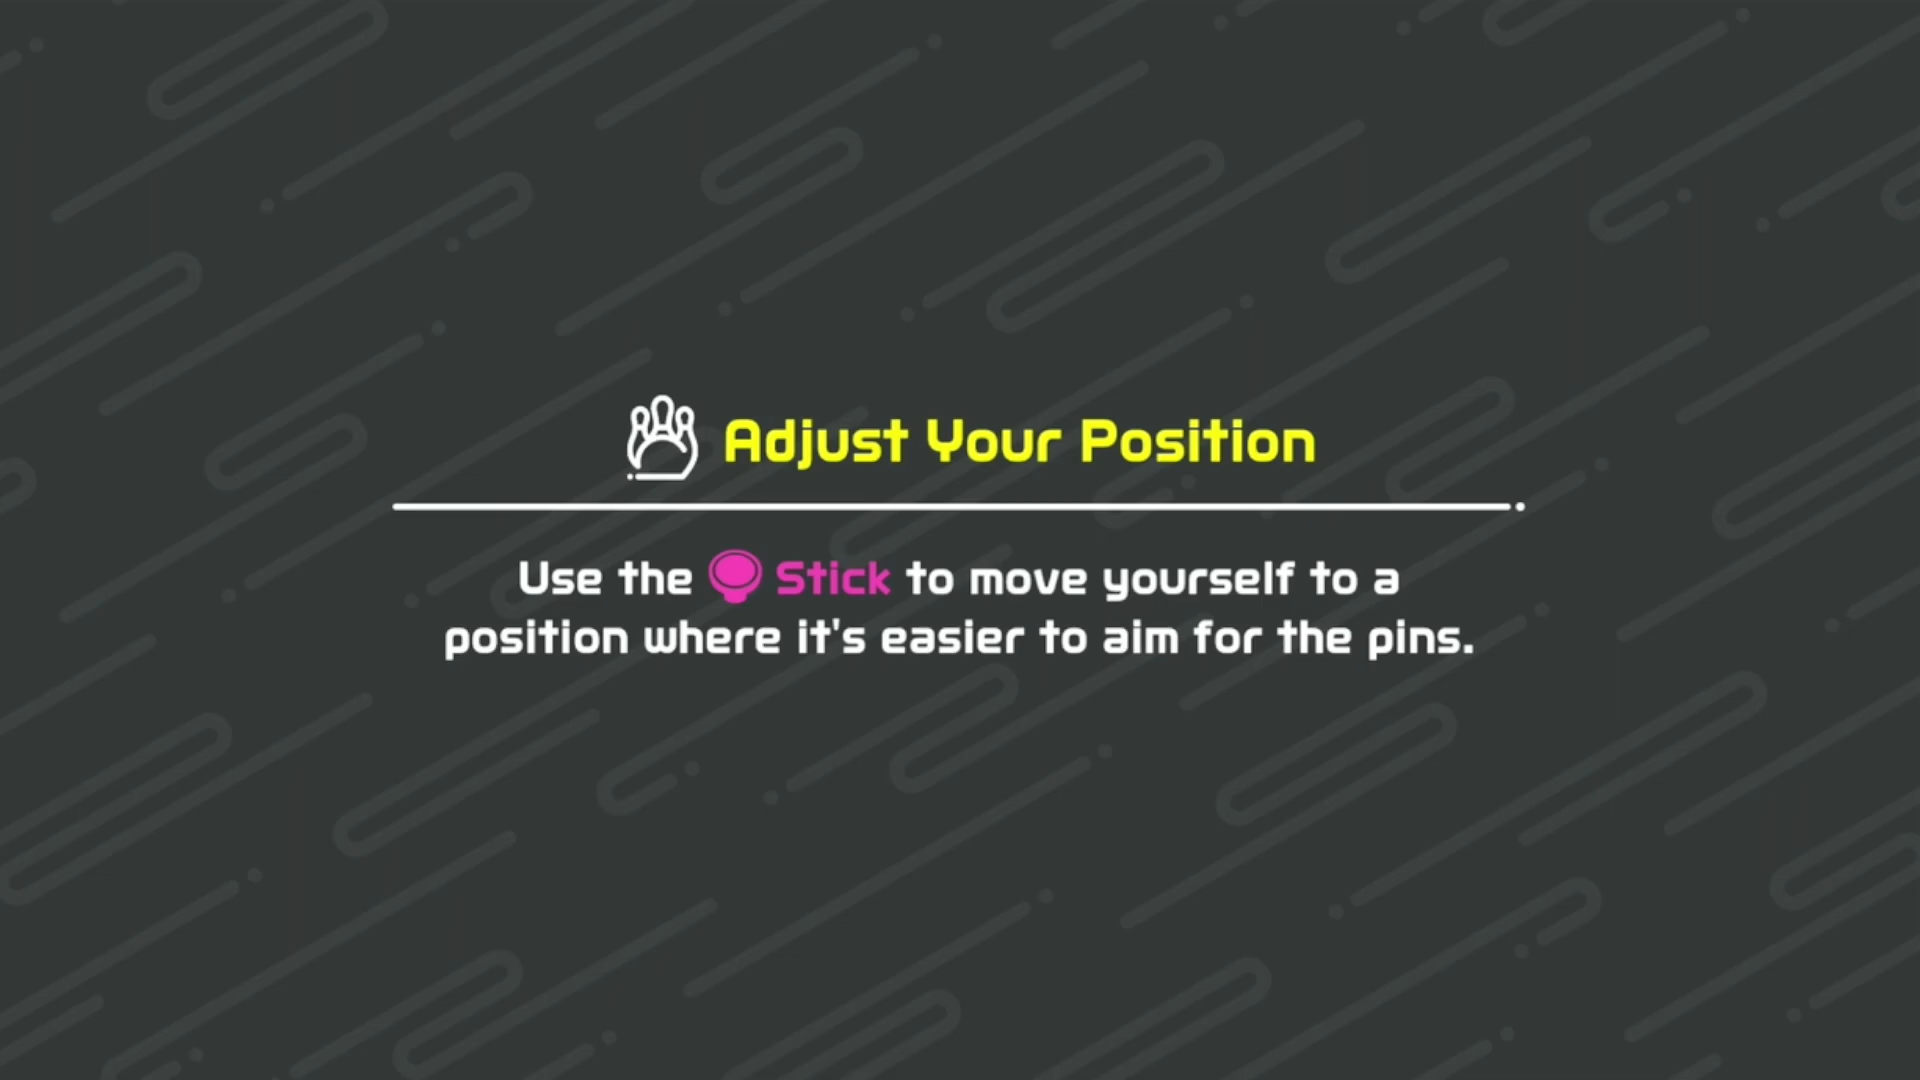 Adjust Your Position
Use the Stick to move yourself to a
position where it's easier to aim for the pins.